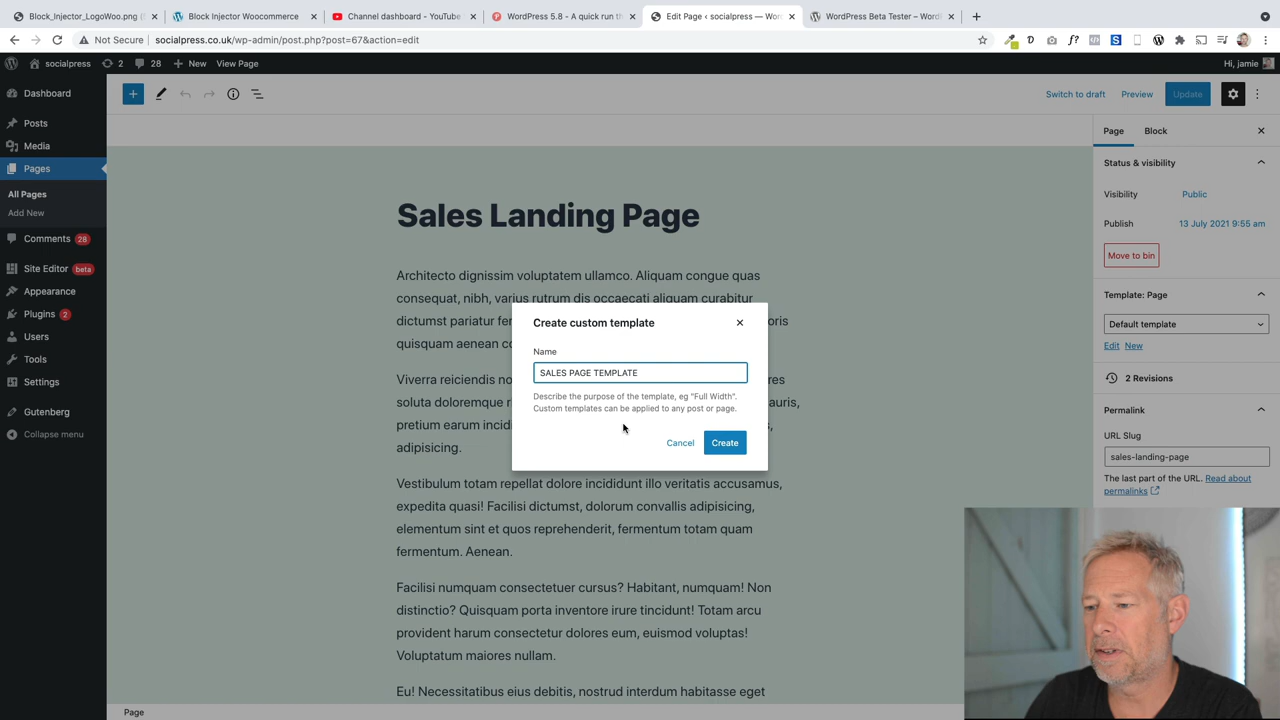 Block_Injector_LogoWoo.png (
Block Injector Woocommerce
Channel dashboard - YouTube
WordPress 5.8 - A quick run th
Edit Page ‹ socialpress — Wor
WordPress Beta Tester – Word
Not Secure
socialpress.co.uk/wp-admin/post.php?post=67&action=edit
socialpress
2
28
New
View Page
Hi, jamie
Dashboard
Posts
Media
Pages
All Pages
Add New
Comments 28
Site Editor beta
Appearance
Plugins 2
Users
Tools
Settings
Gutenberg
Collapse menu
Switch to draft
Preview
Update
Sales Landing Page
Architecto dignissim voluptatem ullamco. Aliquam congue quas
consequat, nibh, varius rutrum dis occaecati aliquam curabitur
dictumst pariatur fer
oris
quisquam aenean co
Viverra reiciendis no
soluta doloremque r
uctus,
pretium earum incid
adipiscing.
Vestibulum totam repellat dolore incididunt illo veritatis accusamus,
expedita quasi! Facilisi dictumst, dolorum convallis adipisicing,
elementum sint et quos reprehenderit, fermentum totam quam
fermentum. Aenean.
Facilisi numquam consectetuer cursus? Habitant, numquam! Non
distinctio? Quisquam porta inventore irure tincidunt! Totam arcu
provident harum consectetur dolores eum, euismod voluptas!
Voluptatum maiores nullam.
Eu! Necessitatibus eius debitis, nostrud interdum habitasse eget
Create custom template
Name
SALES PAGE TEMPLATE
Describe the purpose of the template, eg "Full Width".
Custom templates can be applied to any post or page.
Cancel
Create
Page
Block
Status & visibility
Visibility
Public
Publish
13 July 2021 9:55 am
Move to bin
Template: Page
Default template
Edit New
2 Revisions
Permalink
URL Slug
sales-landing-page
The last part of the URL. Read about
permalinks
Page